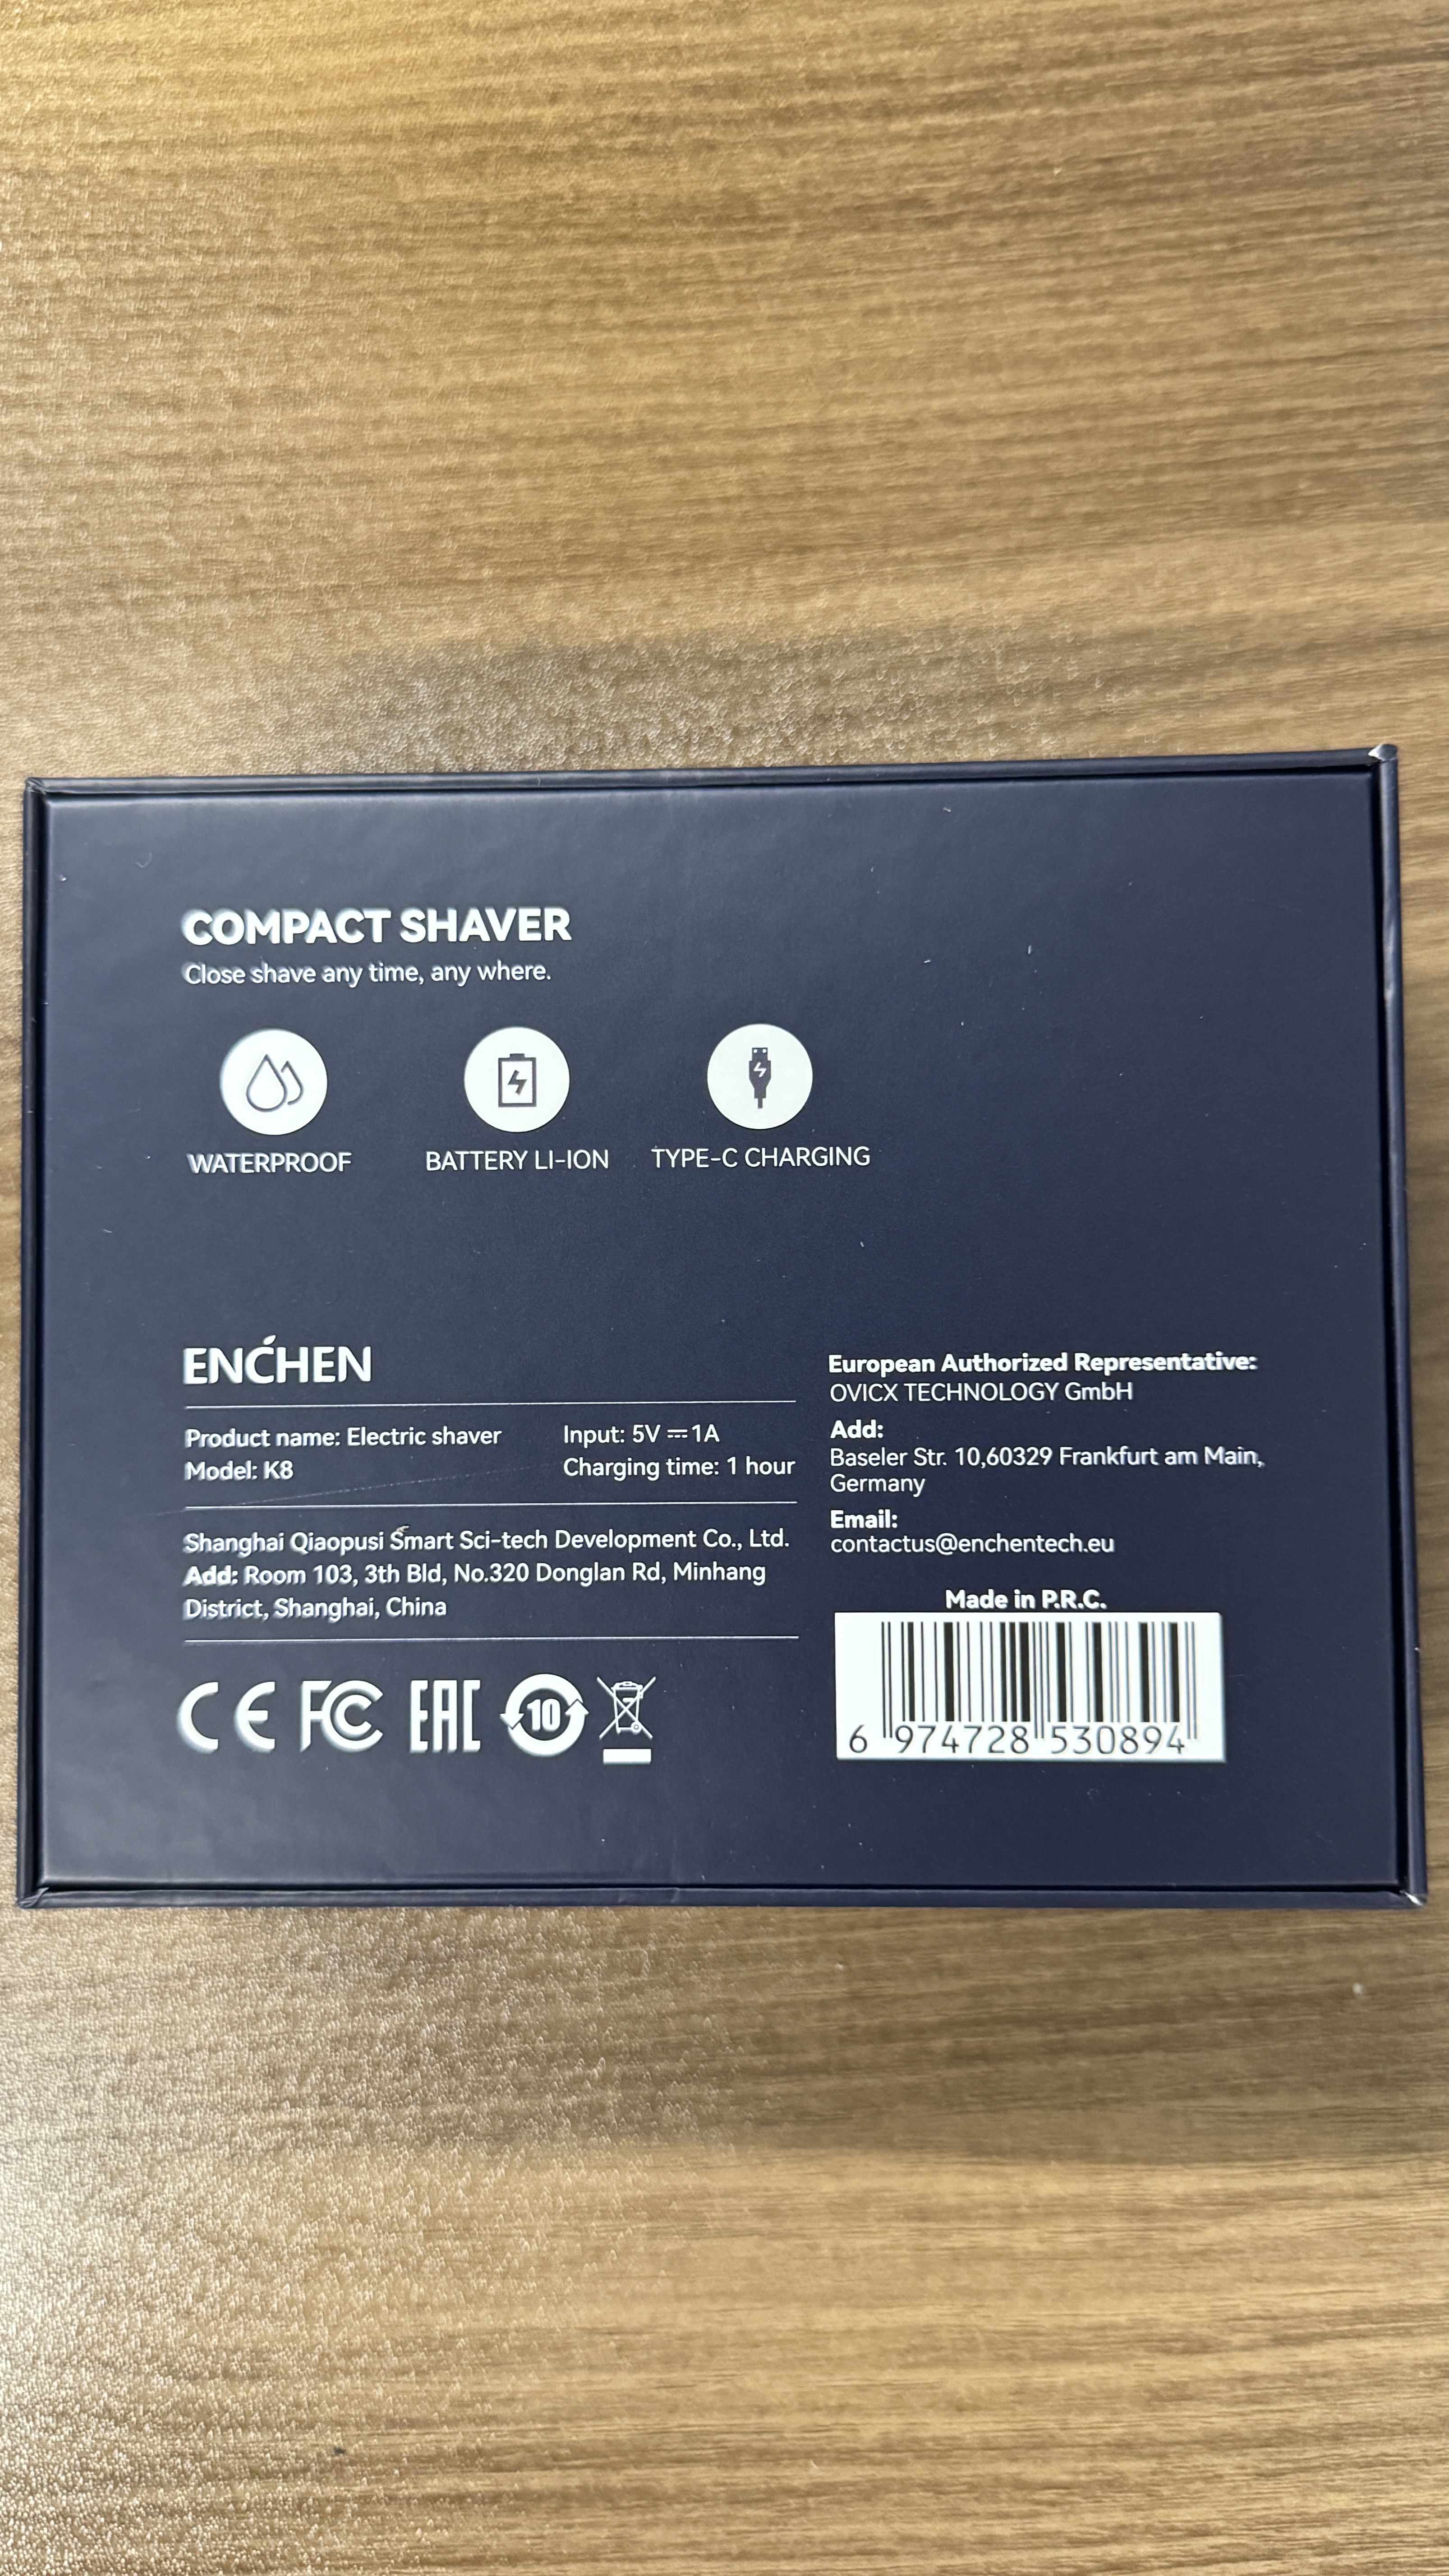 COMPACT SHAVER
Close shave any time, any where.
WATERPROOF
BATTERY LI-ION
TYPE-C CHARGING
ENCHEN
Product name: Electric shaver
Model: K8
Input: 5V ⎓ 1A
Charging time: 1 hour
Shanghai Qiaopusi Smart Sci-tech Development Co., Ltd.
Add: Room 103, 3th Bld, No.320 Donglan Rd, Minhang
District, Shanghai, China
CE FC EAC 10
European Authorized Representative:
OVICX TECHNOLOGY GmbH
Add:
Baseler Str. 10,60329 Frankfurt am Main,
Germany
Email:
contactus@enchentech.eu
Made in P.R.C.
6 974728 530894